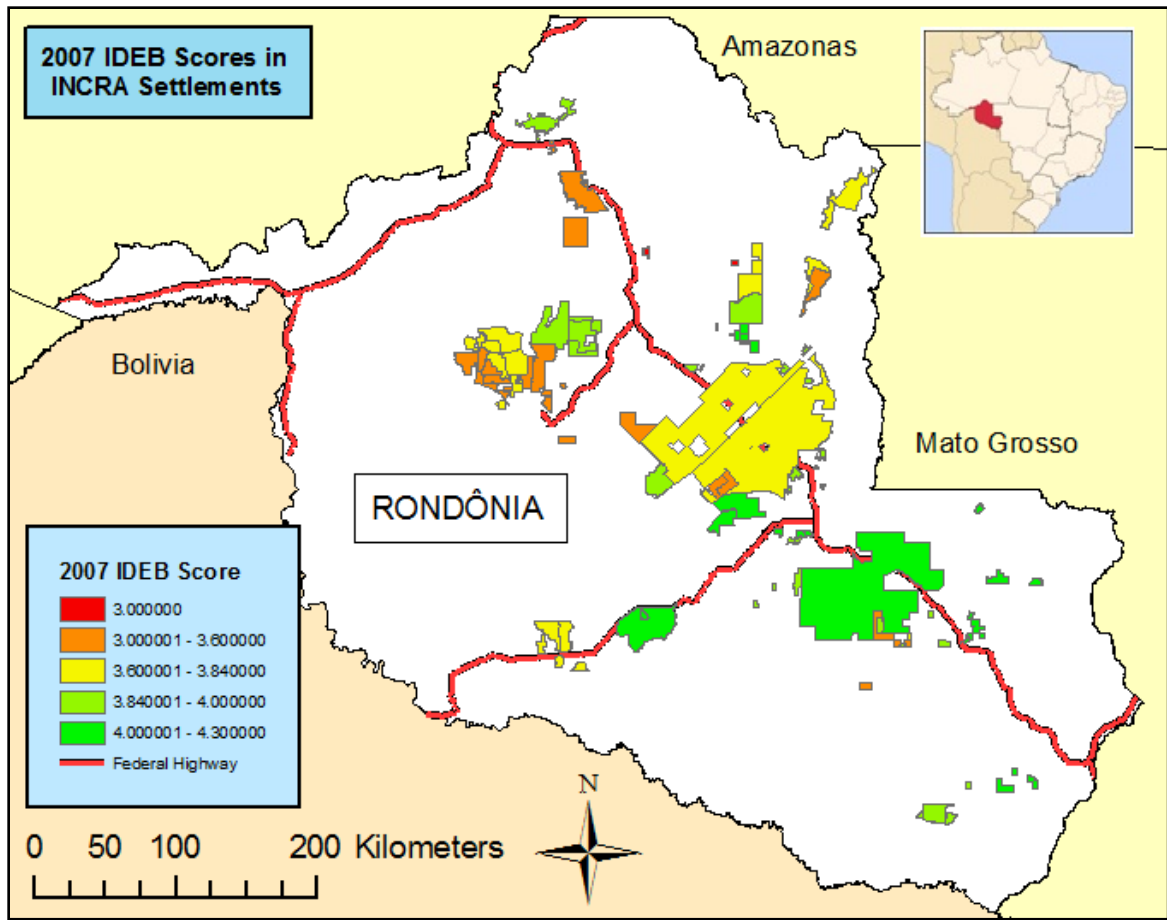 2007 IDEB Scores in
INCRA Settlements
Amazonas
Bolivia
Mato Grosso
RONDÔNIA
2007 IDEB Score
3.000000
3.000001 - 3.600000
3.600001 - 3.840000
3.840001 - 4.000000
4.000001 - 4.300000
Federal Highway
N
0 50 100 200 Kilometers